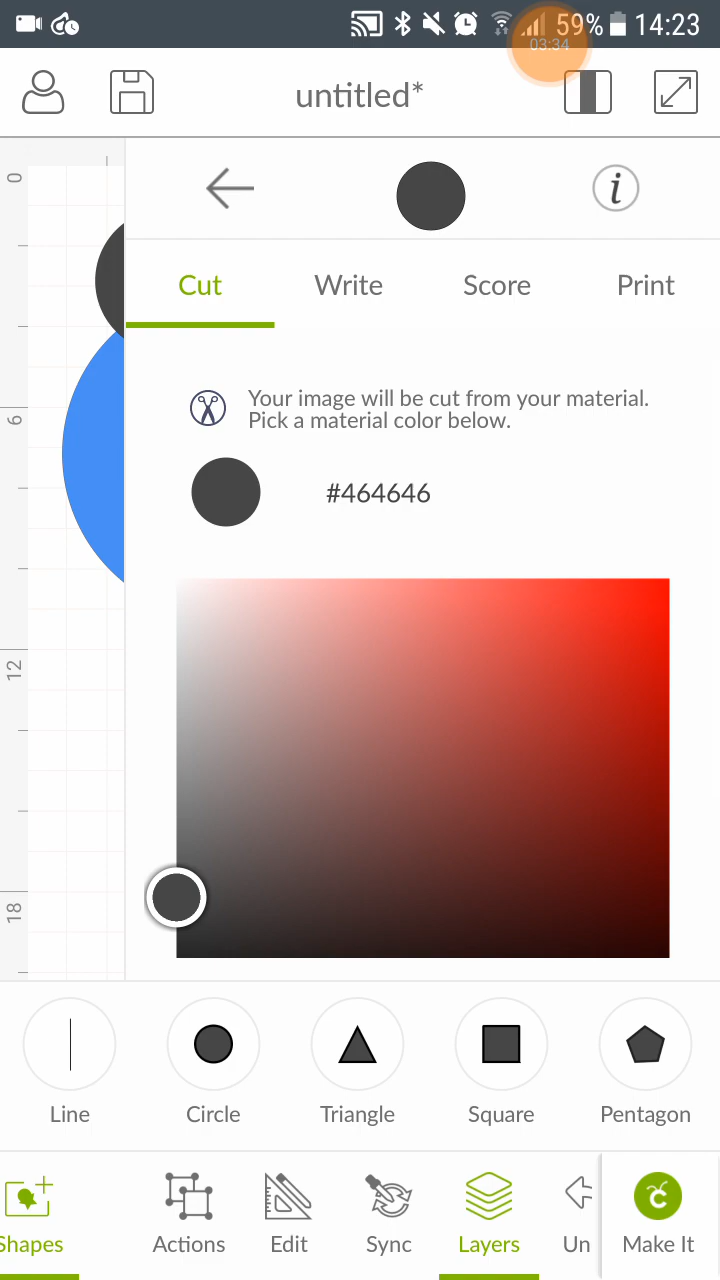 59% 14:23
03:34
untitled*
0
6
12
18
i
Cut Write Score Print
Your image will be cut from your material.
Pick a material color below.
#464646
Line Circle Triangle Square Pentagon
Shapes Actions Edit Sync Layers Un Make It